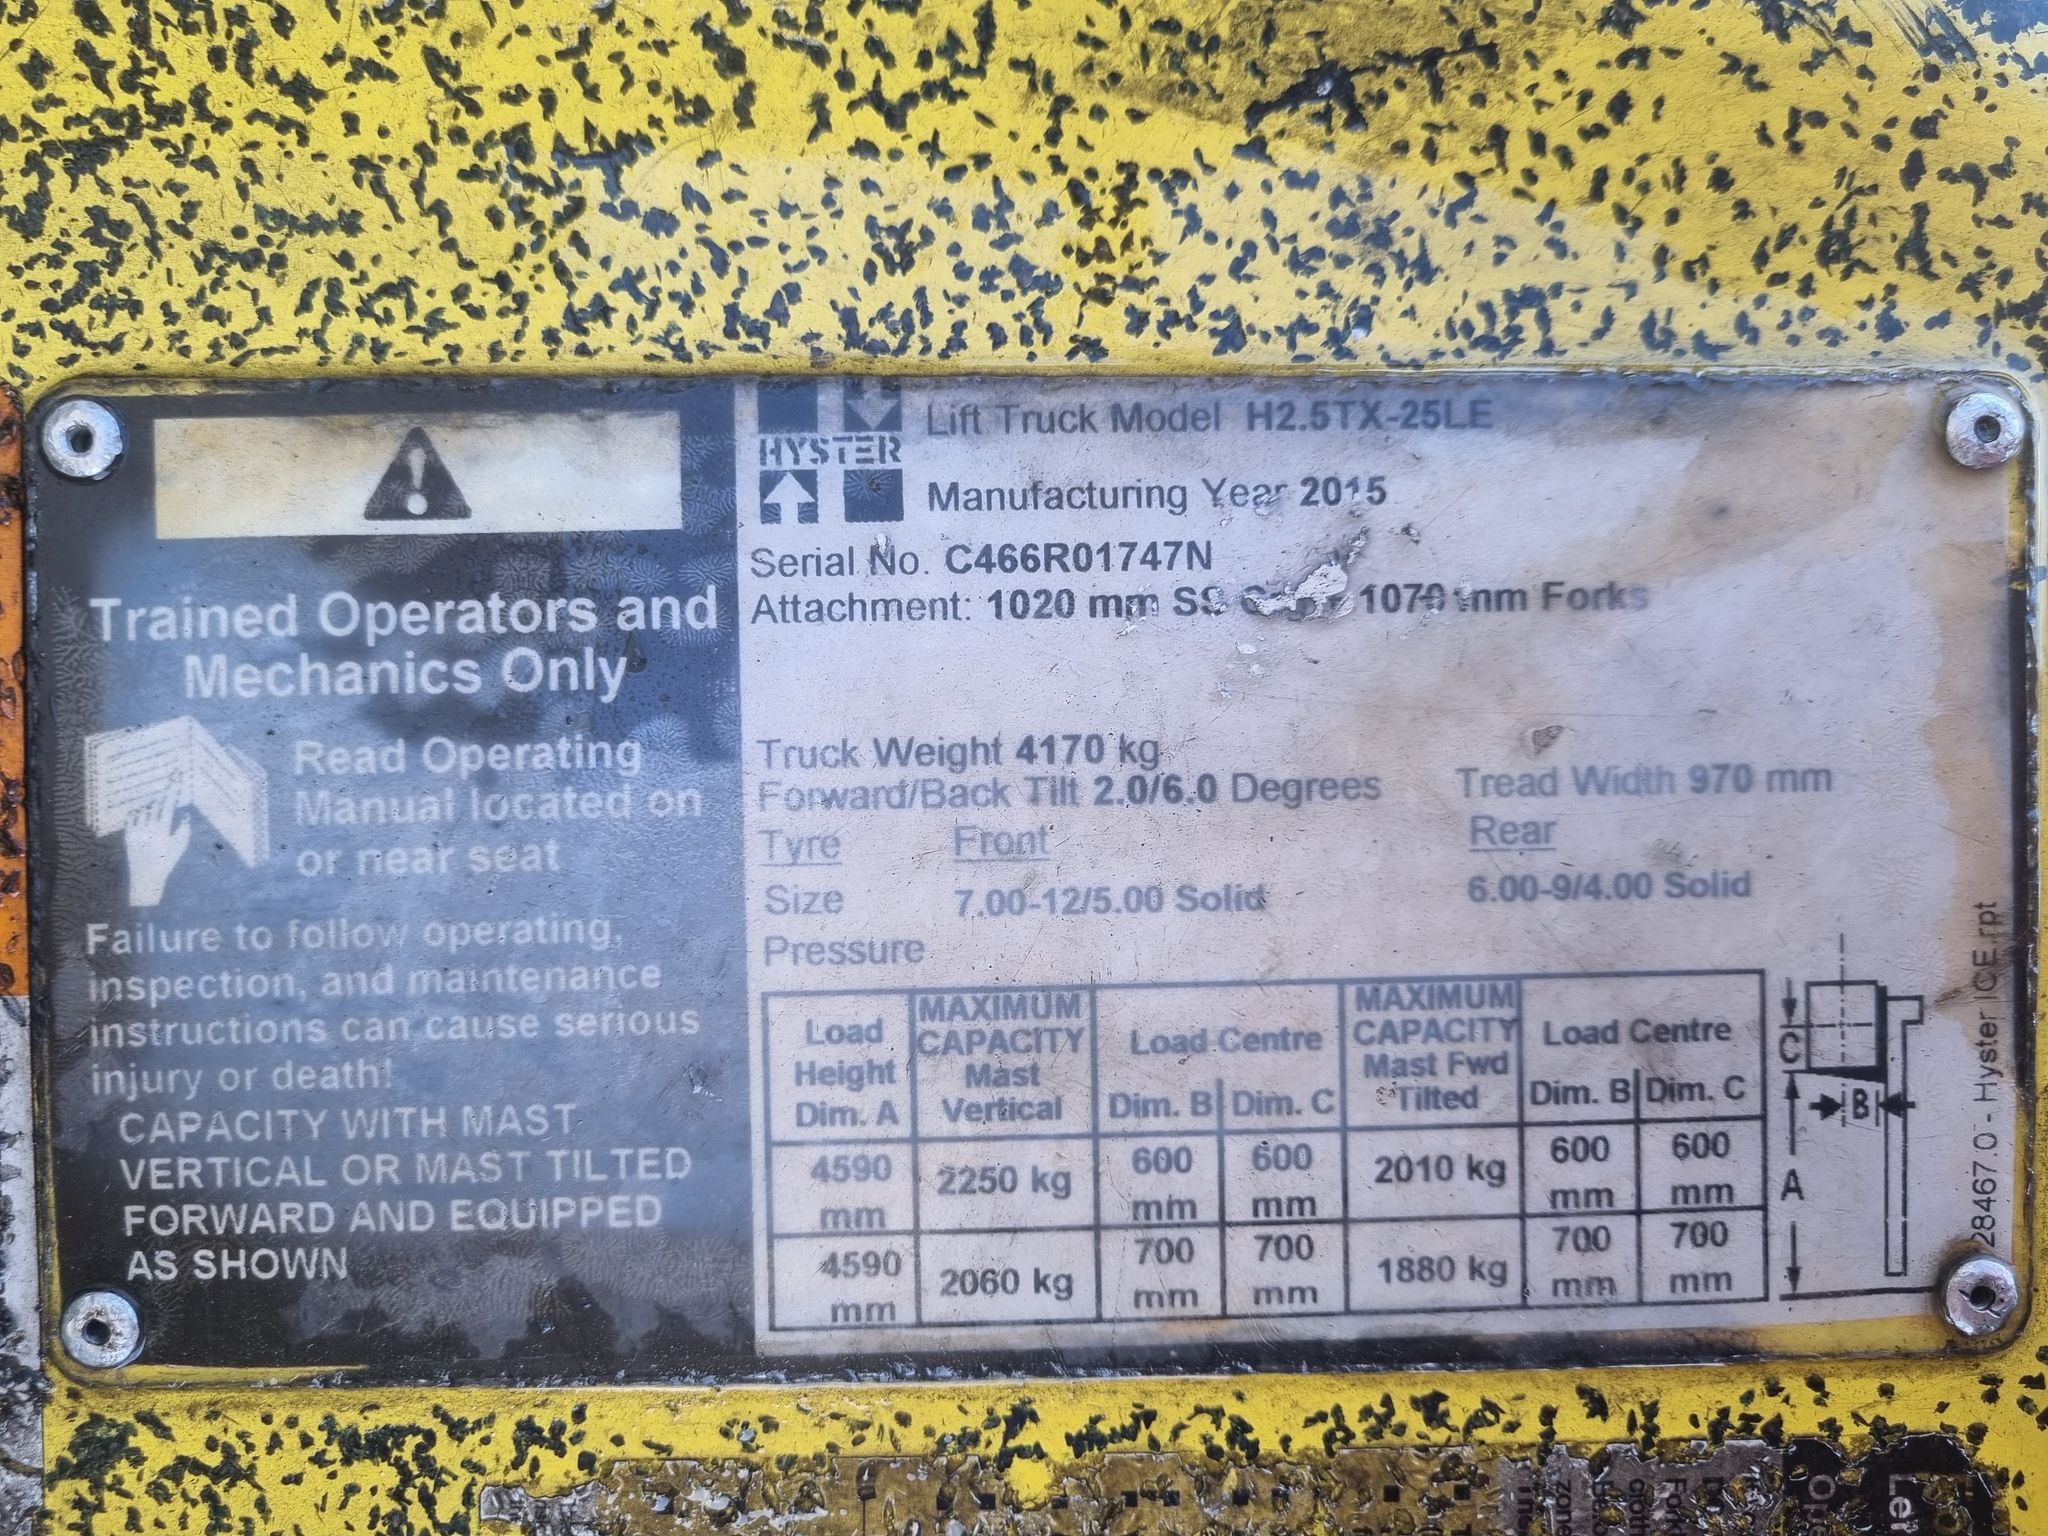 Trained Operators and
Mechanics Only
Read Operating
Manual located on
or near seat
Failure to follow operating,
inspection, and maintenance
instructions can cause serious
injury or death!
CAPACITY WITH MAST
VERTICAL OR MAST TILTED
FORWARD AND EQUIPPED
AS SHOWN
HYSTER
Lift Truck Model H2.5TX-25LE
Manufacturing Year 2015
Serial No. C466R01747N
Attachment: 1020 mm SS 1070 mm Forks
Truck Weight 4170 kg
Forward/Back Tilt 2.0/6.0 Degrees Tread Width 970 mm
Tyre Front Rear
Size 7.00-12/5.00 Solid 6.00-9/4.00 Solid
Pressure
Load Height Dim. A MAXIMUM CAPACITY Mast Vertical Load Centre Dim. B Dim. C MAXIMUM CAPACITY Mast Fwd Tilted Load Centre Dim. B Dim. C
4590 mm 2250 kg 600 mm 600 mm 2010 kg 600 mm 600 mm
4590 mm 2060 kg 700 mm 700 mm 1880 kg 700 mm 700 mm
C
B
A
28467.0 - Hyster ICE.rpt